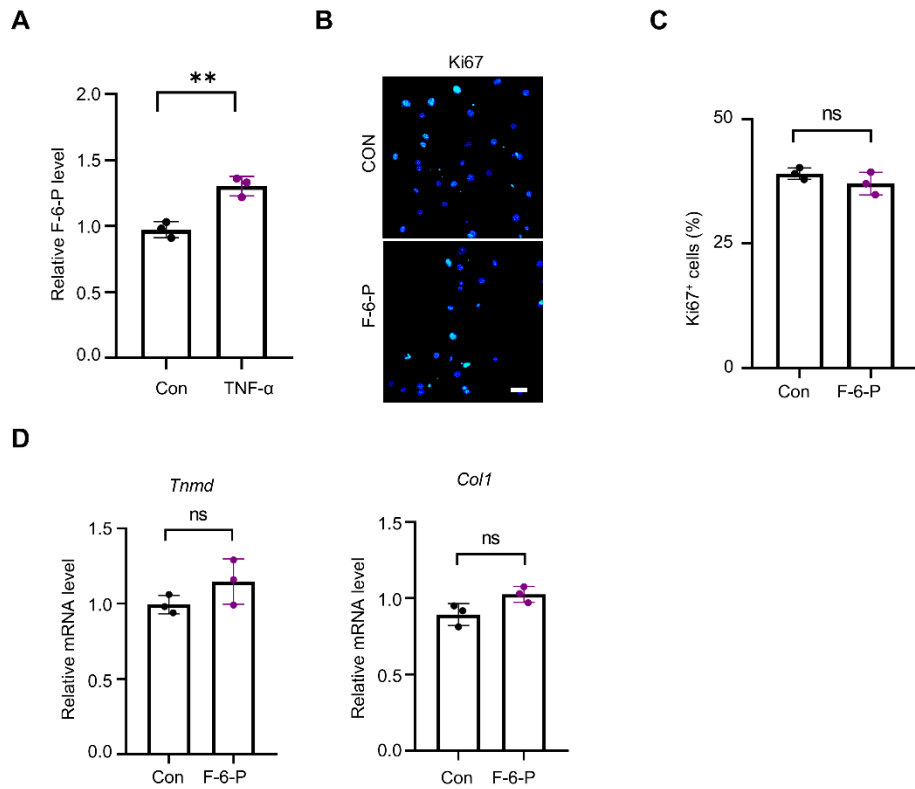 A
**
2.0
1.5
1.0
0.5
0.0
Relative F-6-P level
Con
TNF-α
B
Ki67
CON
F-6-P
C
ns
50
25
0
Ki67⁺ cells (%)
Con
F-6-P
D
Tnmd
ns
1.5
1.0
0.5
0.0
Relative mRNA level
Con
F-6-P
Col1
ns
1.5
1.0
0.5
0.0
Relative mRNA level
Con
F-6-P